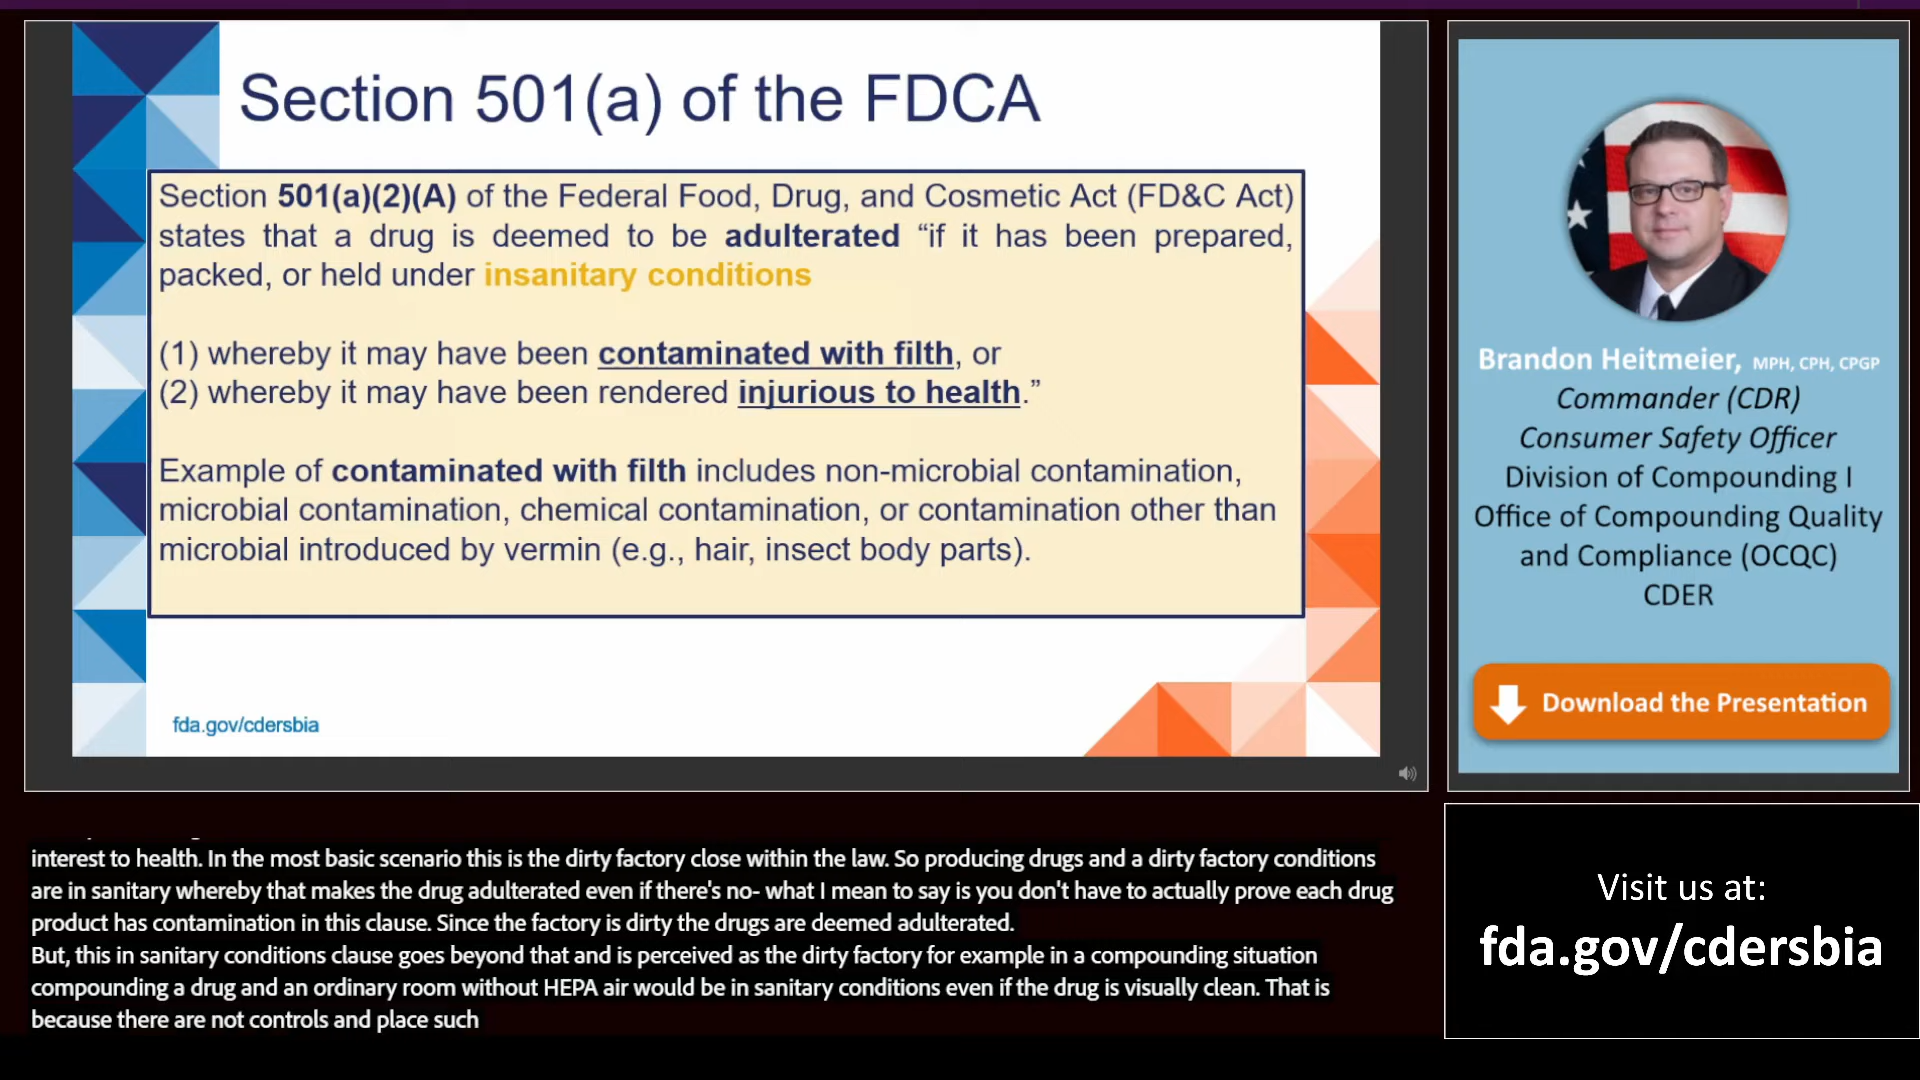 Section 501(a) of the FDCA
Section 501(a)(2)(A) of the Federal Food, Drug, and Cosmetic Act (FD&C Act)
states that a drug is deemed to be adulterated “if it has been prepared,
packed, or held under insanitary conditions
(1) whereby it may have been contaminated with filth, or
(2) whereby it may have been rendered injurious to health.”
Example of contaminated with filth includes non-microbial contamination,
microbial contamination, chemical contamination, or contamination other than
microbial introduced by vermin (e.g., hair, insect body parts).
fda.gov/cdersbia
Brandon Heitmeier, MPH, CPH, CPGP
Commander (CDR)
Consumer Safety Officer
Division of Compounding I
Office of Compounding Quality
and Compliance (OCQC)
CDER
Download the Presentation
interest to health. In the most basic scenario this is the dirty factory close within the law. So producing drugs and a dirty factory conditions
are in sanitary whereby that makes the drug adulterated even if there's no- what I mean to say is you don't have to actually prove each drug
product has contamination in this clause. Since the factory is dirty the drugs are deemed adulterated.
But, this in sanitary conditions clause goes beyond that and is perceived as the dirty factory for example in a compounding situation
compounding a drug and an ordinary room without HEPA air would be in sanitary conditions even if the drug is visually clean. That is
because there are not controls and place such
Visit us at:
fda.gov/cdersbia